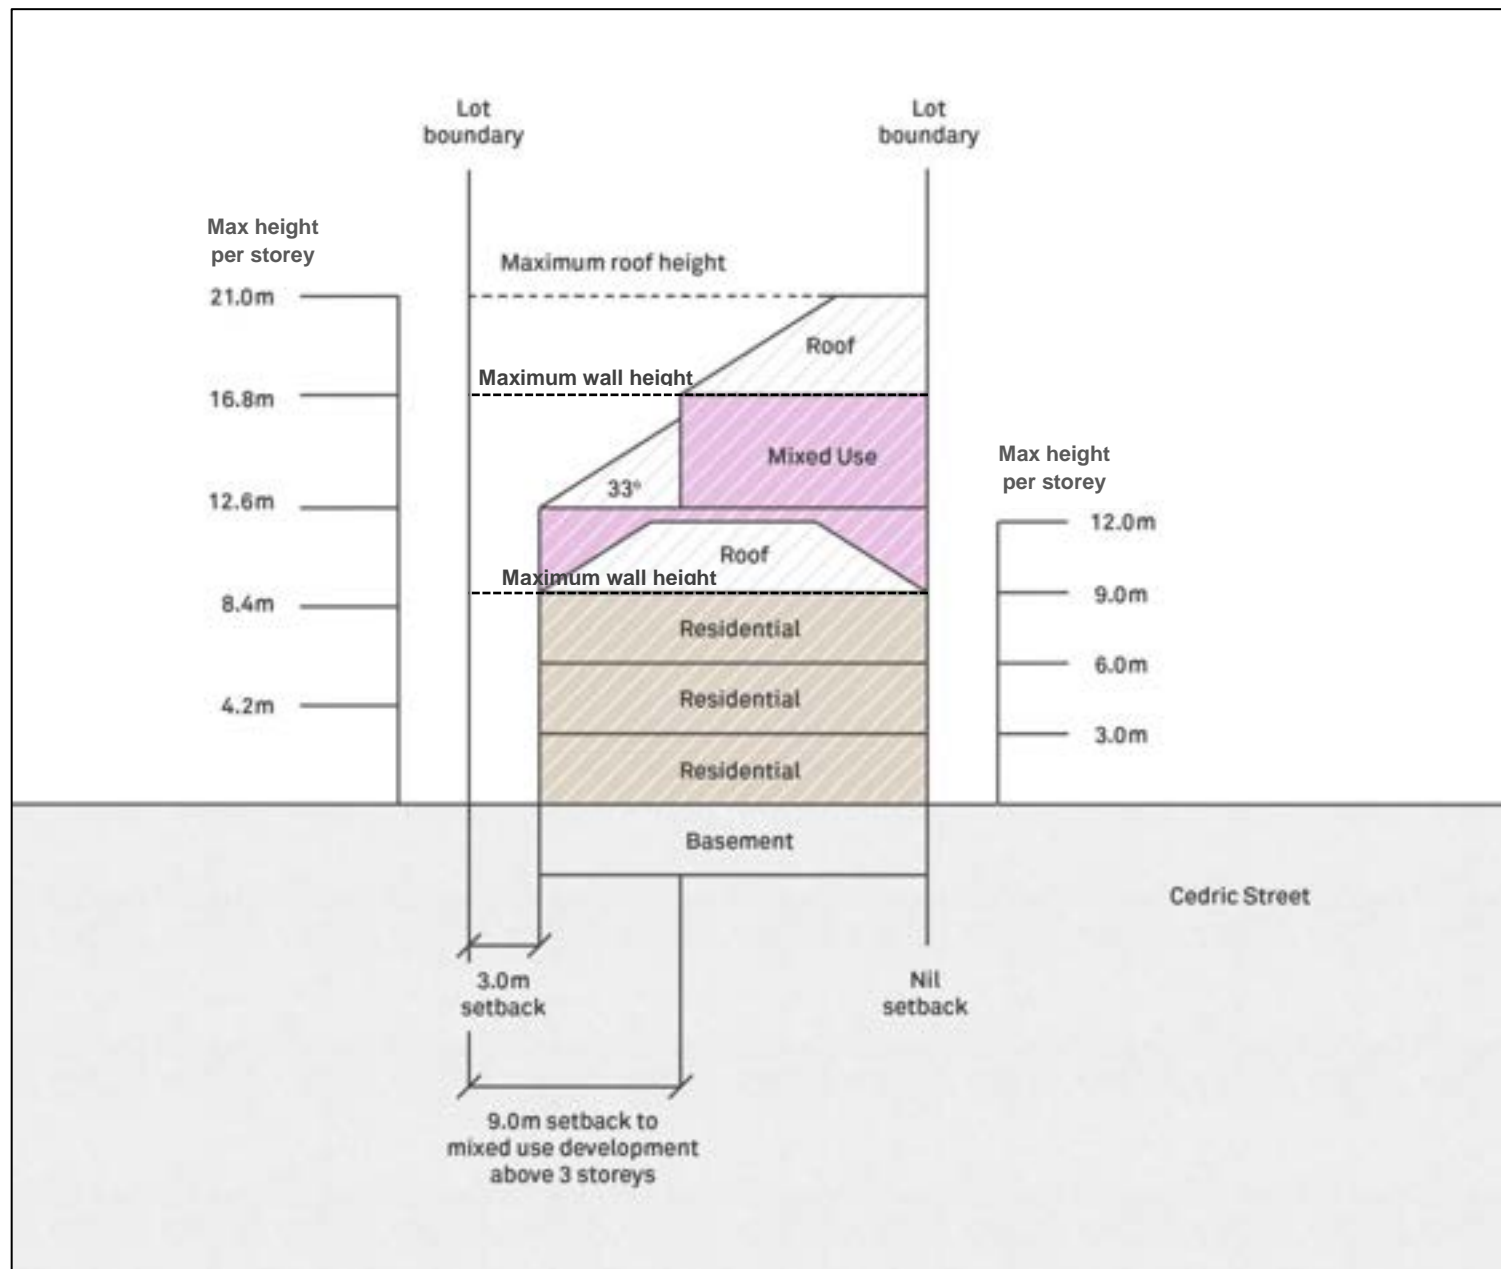 Lot
boundary
Lot
boundary
Max height
per storey
Maximum roof height
21.0m
Roof
Maximum wall height
16.8m
Mixed Use
Max height
per storey
33°
12.6m
12.0m
Roof
Maximum wall height
8.4m
9.0m
Residential
6.0m
Residential
4.2m
3.0m
Residential
Basement
Cedric Street
3.0m
setback
Nil
setback
9.0m setback to
mixed use development
above 3 storeys